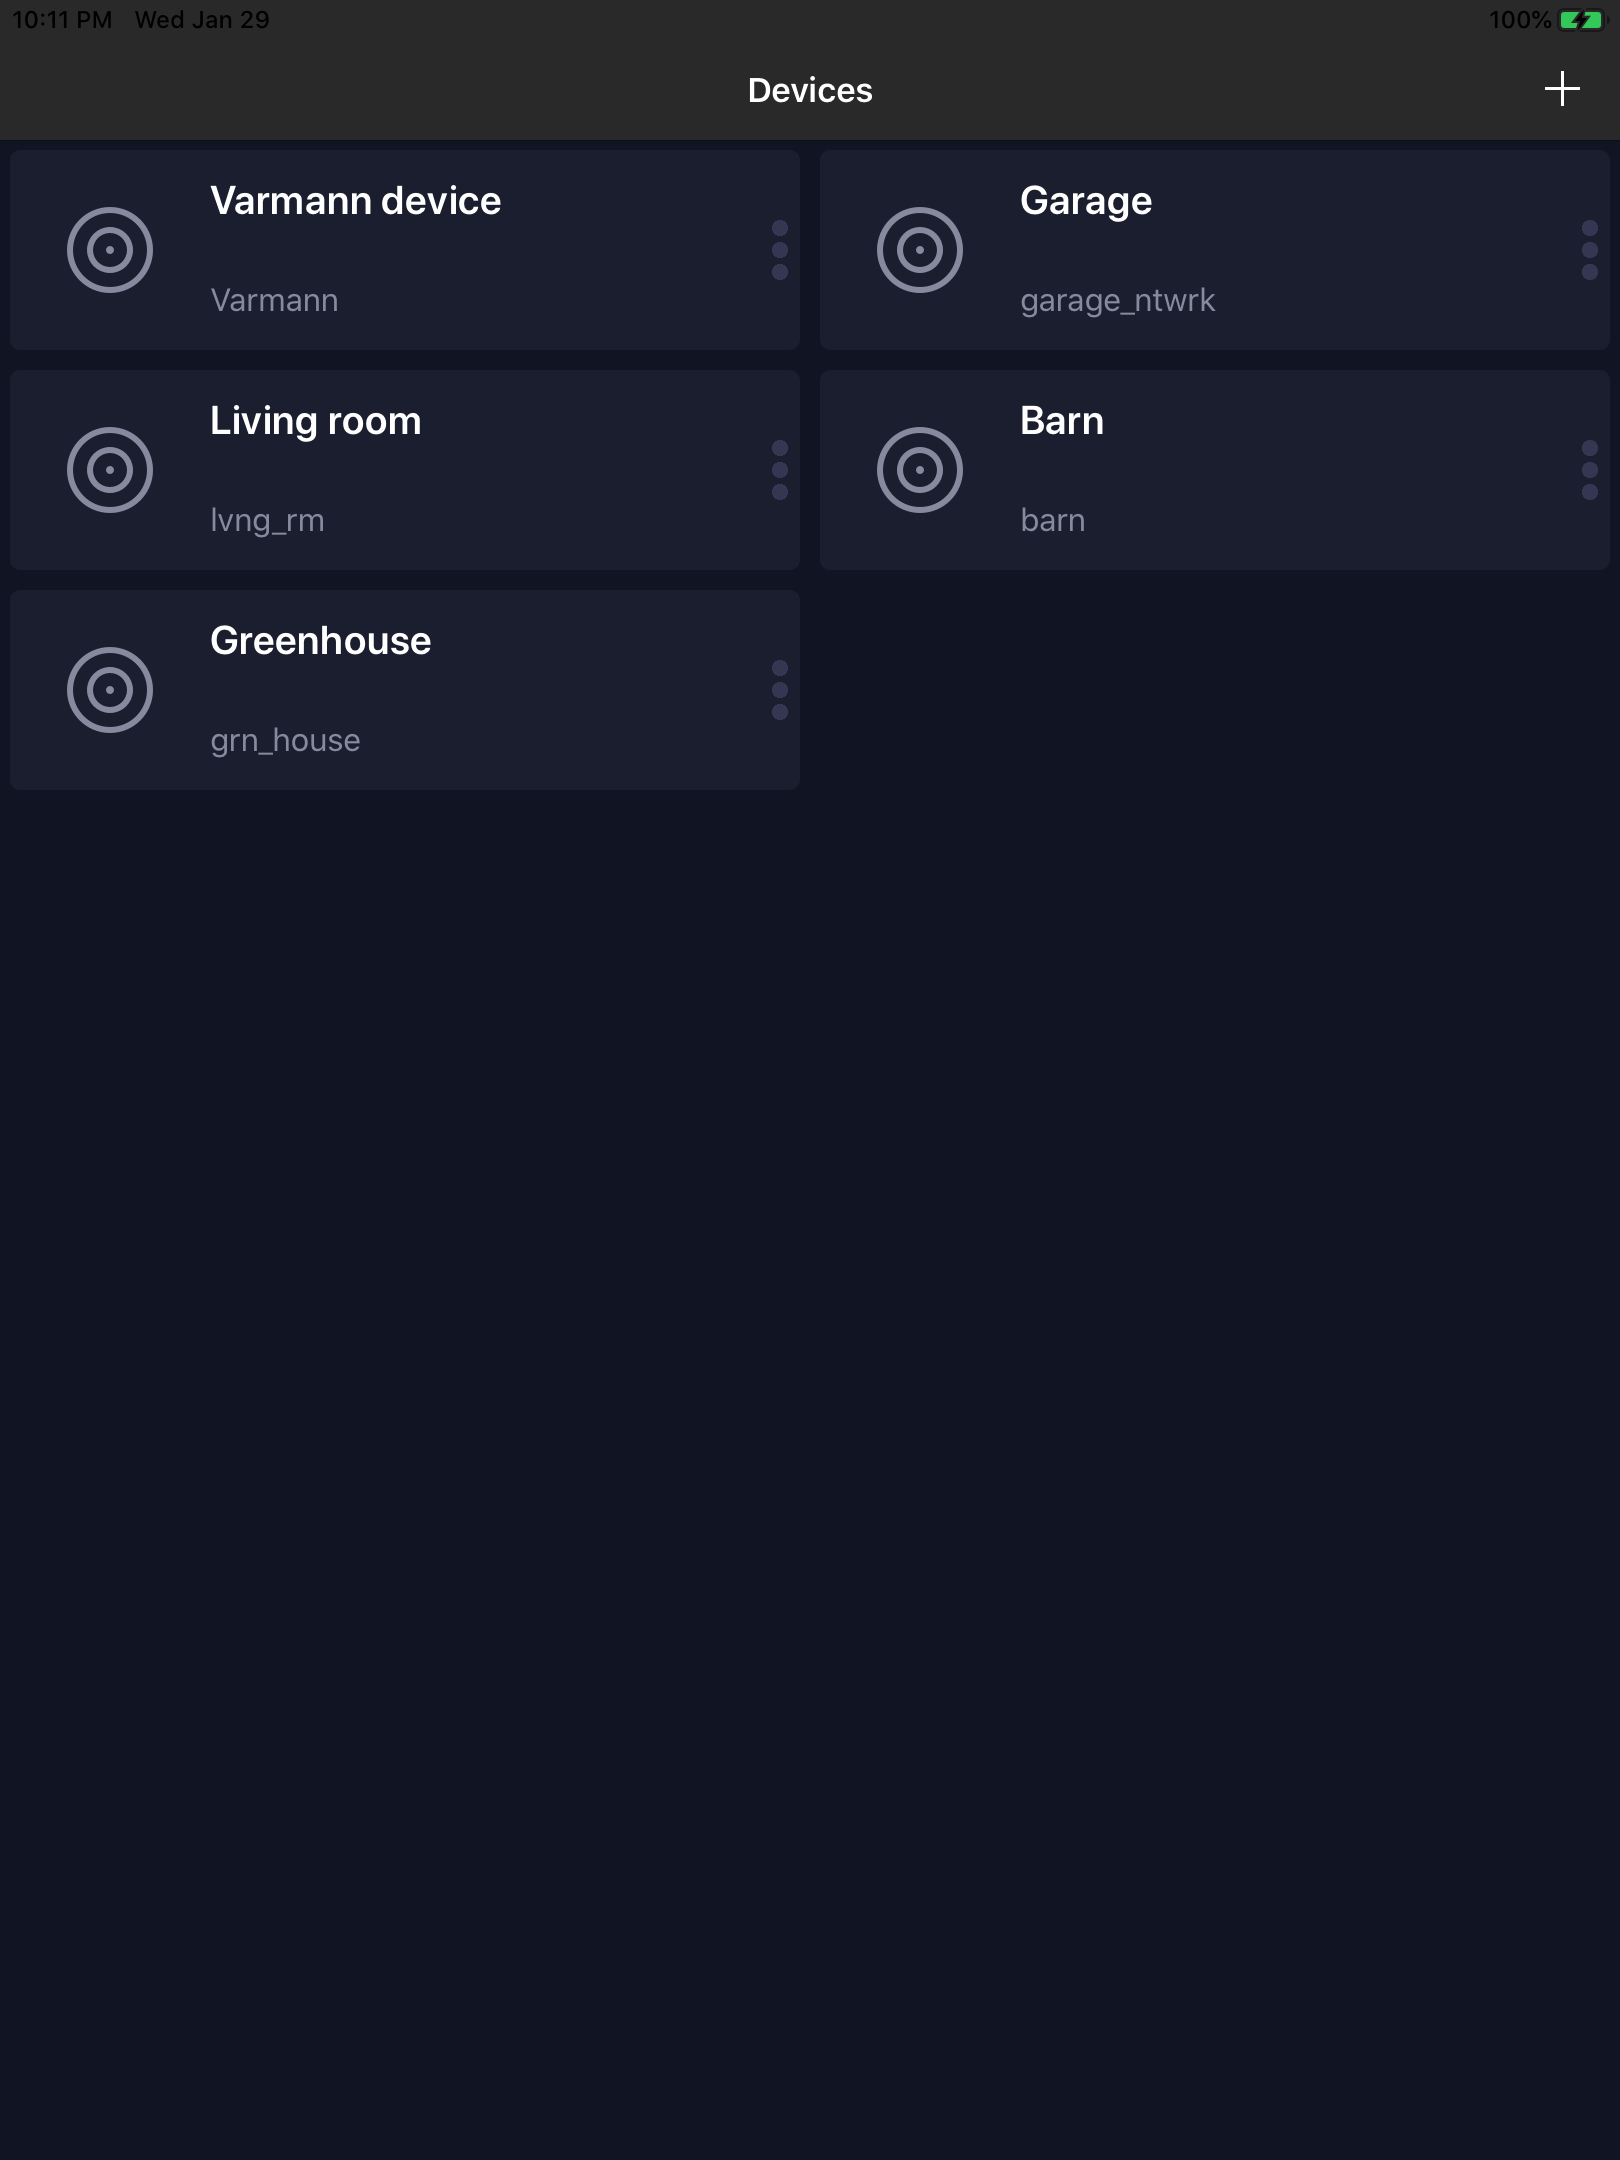 10:11 PM Wed Jan 29 100%
Devices
Varmann device
Varmann
Garage
garage_ntwrk
Living room
lvng_rm
Barn
barn
Greenhouse
grn_house